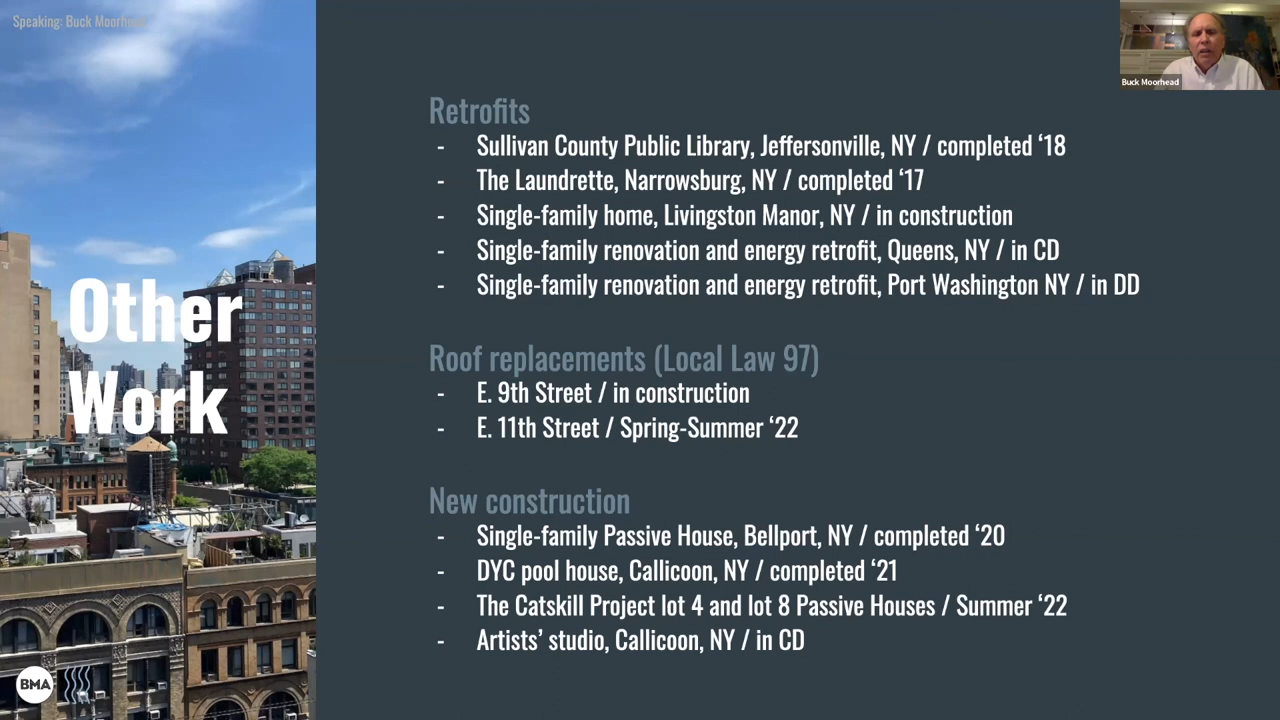 Speaking: Buck Moorhead
Buck Moorhead
Other
Work
Retrofits
- Sullivan County Public Library, Jeffersonville, NY / completed ‘18
- The Laundrette, Narrowsburg, NY / completed ‘17
- Single-family home, Livingston Manor, NY / in construction
- Single-family renovation and energy retrofit, Queens, NY / in CD
- Single-family renovation and energy retrofit, Port Washington NY / in DD
Roof replacements (Local Law 97)
- E. 9th Street / in construction
- E. 11th Street / Spring-Summer ‘22
New construction
- Single-family Passive House, Bellport, NY / completed ‘20
- DYC pool house, Callicoon, NY / completed ‘21
- The Catskill Project lot 4 and lot 8 Passive Houses / Summer ‘22
- Artists’ studio, Callicoon, NY / in CD
BMA